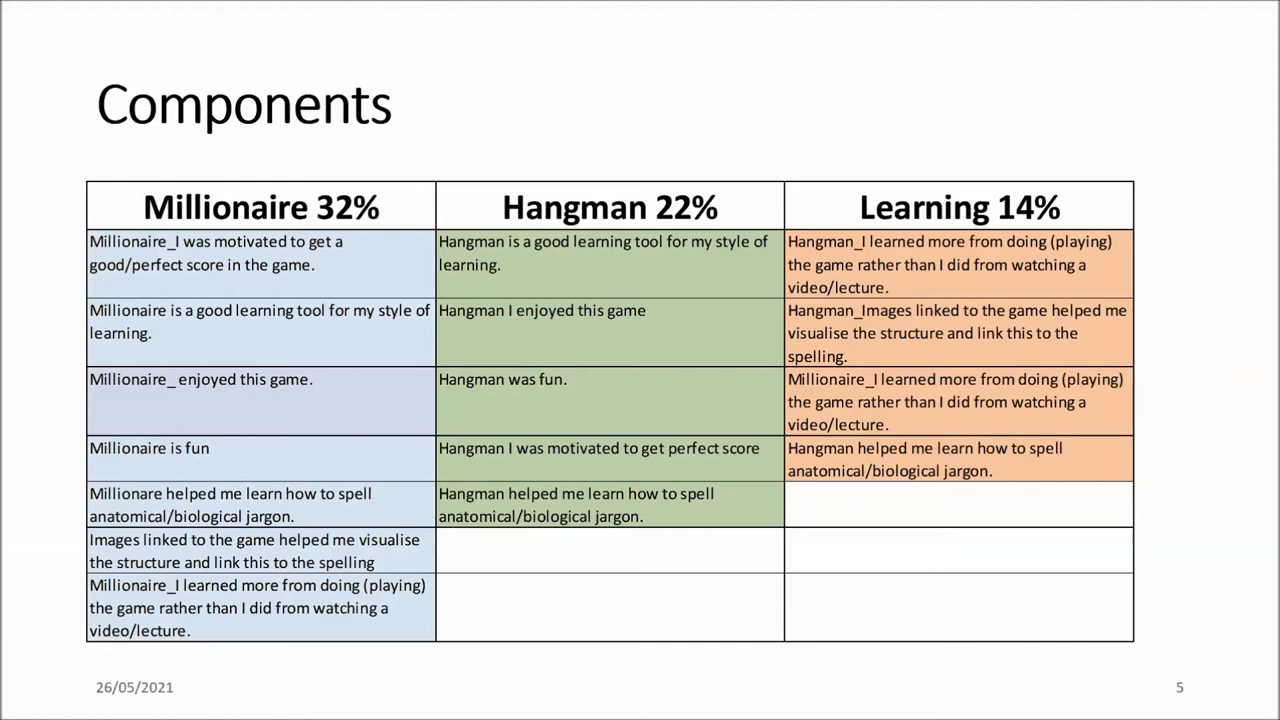 Components
Millionaire 32%
Hangman 22%
Learning 14%
Millionaire_I was motivated to get a
good/perfect score in the game.
Hangman is a good learning tool for my style of
learning.
Hangman_I learned more from doing (playing)
the game rather than I did from watching a
video/lecture.
Millionaire is a good learning tool for my style of
learning.
Hangman I enjoyed this game
Hangman_Images linked to the game helped me
visualise the structure and link this to the
spelling.
Millionaire_ enjoyed this game.
Hangman was fun.
Millionaire_I learned more from doing (playing)
the game rather than I did from watching a
video/lecture.
Millionaire is fun
Hangman I was motivated to get perfect score
Hangman helped me learn how to spell
anatomical/biological jargon.
Millionare helped me learn how to spell
anatomical/biological jargon.
Hangman helped me learn how to spell
anatomical/biological jargon.
Images linked to the game helped me visualise
the structure and link this to the spelling
Millionaire_I learned more from doing (playing)
the game rather than I did from watching a
video/lecture.
26/05/2021
5